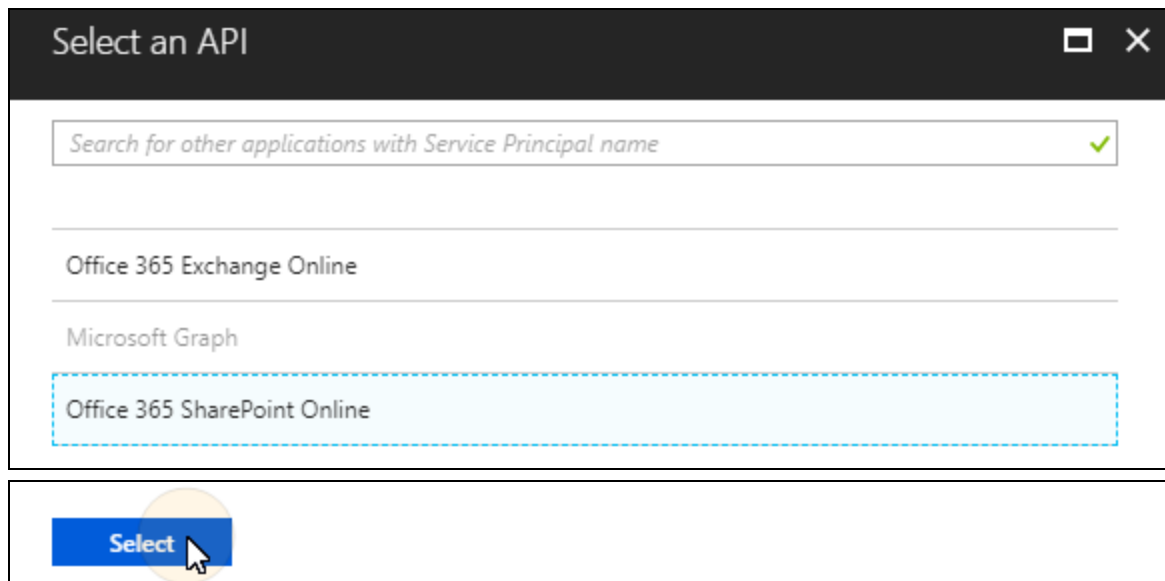 Select an API
Search for other applications with Service Principal name
Office 365 Exchange Online
Microsoft Graph
Office 365 SharePoint Online
Select